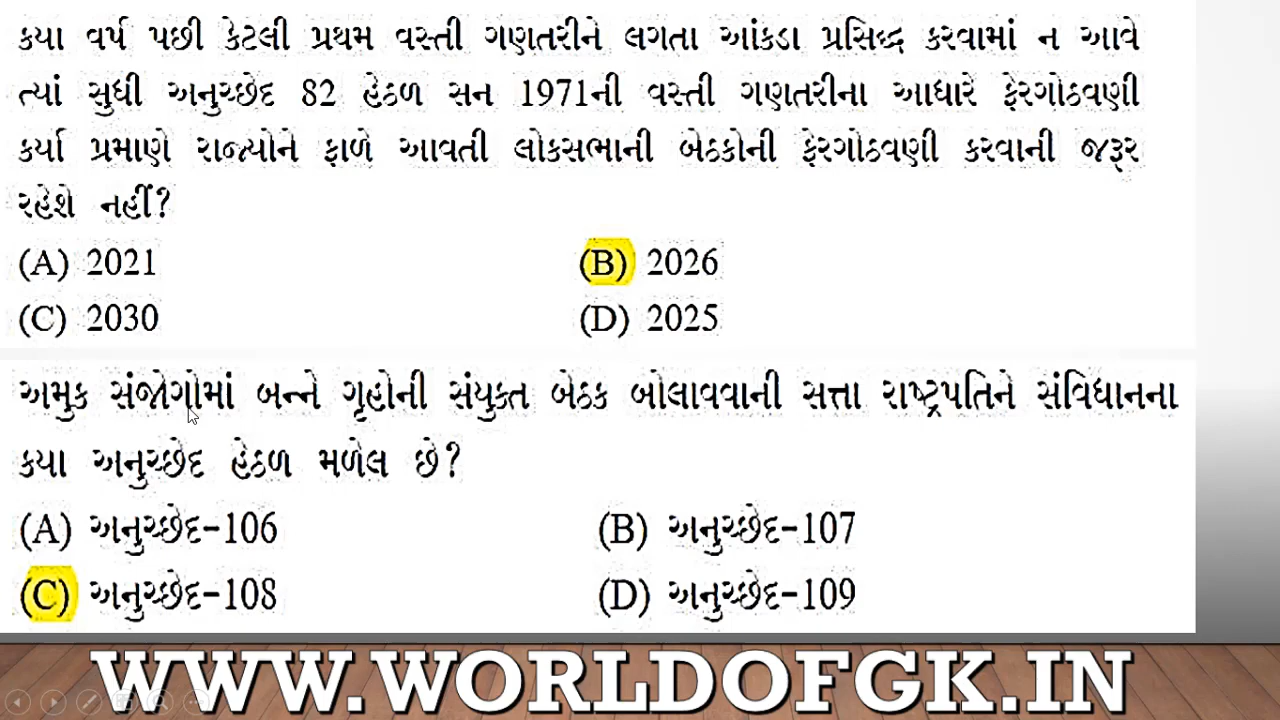 કયા વર્ષ પછી કેટલી પ્રથમ વસ્તી ગણતરીને લગતા આંકડા પ્રસિદ્ધ કરવામાં ન આવે
ત્યાં સુધી અનુચ્છેદ 82 હેઠળ સન 1971ની વસ્તી ગણતરીના આધારે ફેરગોઠવણી
કર્યા પ્રમાણે રાજ્યોને ફાળે આવતી લોકસભાની બેઠકોની ફેરગોઠવણી કરવાની જરૂર
રહેશે નહીં?
(A) 2021 (B) 2026
(C) 2030 (D) 2025
અમુક સંજોગોમાં બન્ને ગૃહોની સંયુક્ત બેઠક બોલાવવાની સત્તા રાષ્ટ્રપતિને સંવિધાનના
કયા અનુચ્છેદ હેઠળ મળેલ છે?
(A) અનુચ્છેદ-106 (B) અનુચ્છેદ-107
(C) અનુચ્છેદ-108 (D) અનુચ્છેદ-109
WWW.WORLDOFGK.IN